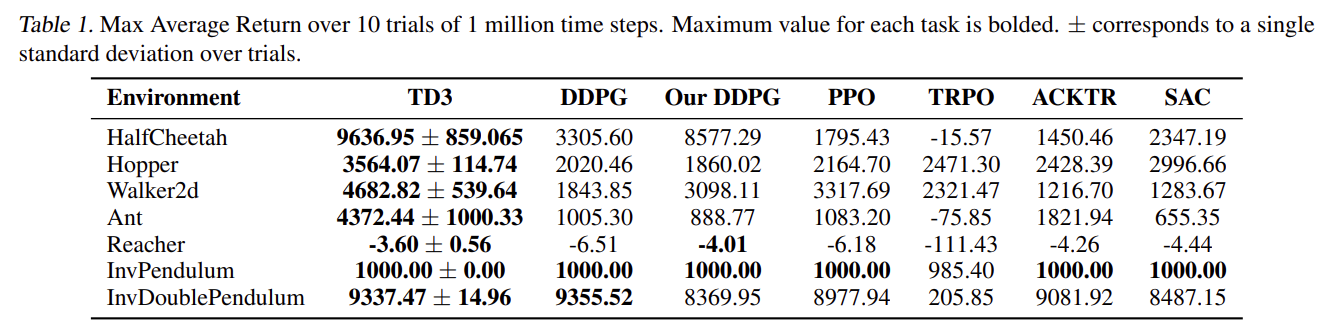 Table 1. Max Average Return over 10 trials of 1 million time steps. Maximum value for each task is bolded. ± corresponds to a single
standard deviation over trials.
Environment TD3 DDPG Our DDPG PPO TRPO ACKTR SAC
HalfCheetah 9636.95 ± 859.065 3305.60 8577.29 1795.43 -15.57 1450.46 2347.19
Hopper 3564.07 ± 114.74 2020.46 1860.02 2164.70 2471.30 2428.39 2996.66
Walker2d 4682.82 ± 539.64 1843.85 3098.11 3317.69 2321.47 1216.70 1283.67
Ant 4372.44 ± 1000.33 1005.30 888.77 1083.20 -75.85 1821.94 655.35
Reacher -3.60 ± 0.56 -6.51 -4.01 -6.18 -111.43 -4.26 -4.44
InvPendulum 1000.00 ± 0.00 1000.00 1000.00 1000.00 985.40 1000.00 1000.00
InvDoublePendulum 9337.47 ± 14.96 9355.52 8369.95 8977.94 205.85 9081.92 8487.15